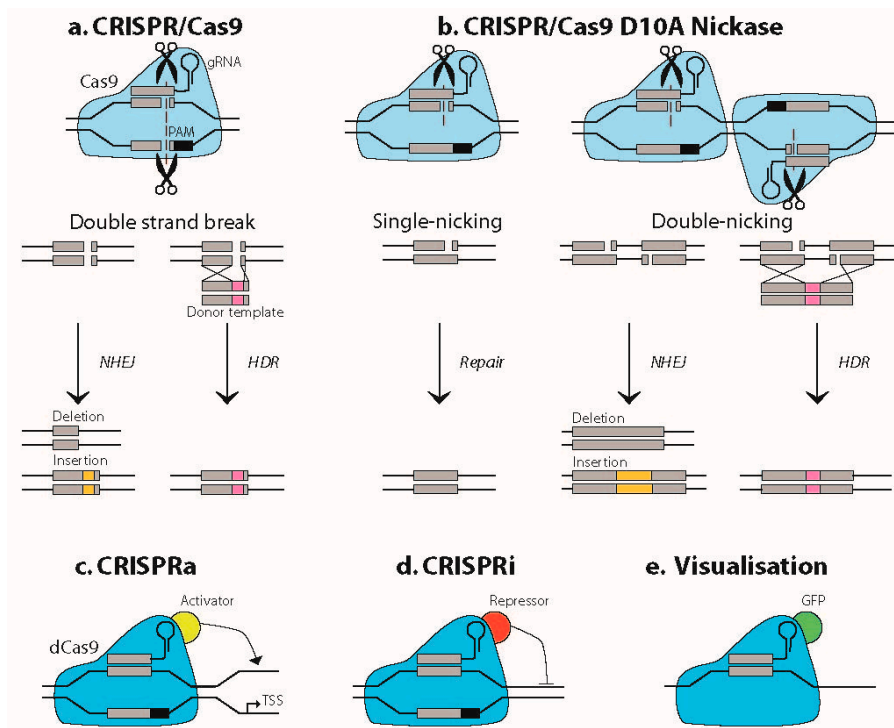 a. CRISPR/Cas9
b. CRISPR/Cas9 D10A Nickase
gRNA
Cas9
PAM
Double strand break
Single-nicking
Double-nicking
Donor template
NHEJ
HDR
Repair
NHEJ
HDR
Deletion
Insertion
Deletion
Insertion
c. CRISPRa
d. CRISPRi
e. Visualisation
Activator
Repressor
GFP
dCas9
TSS